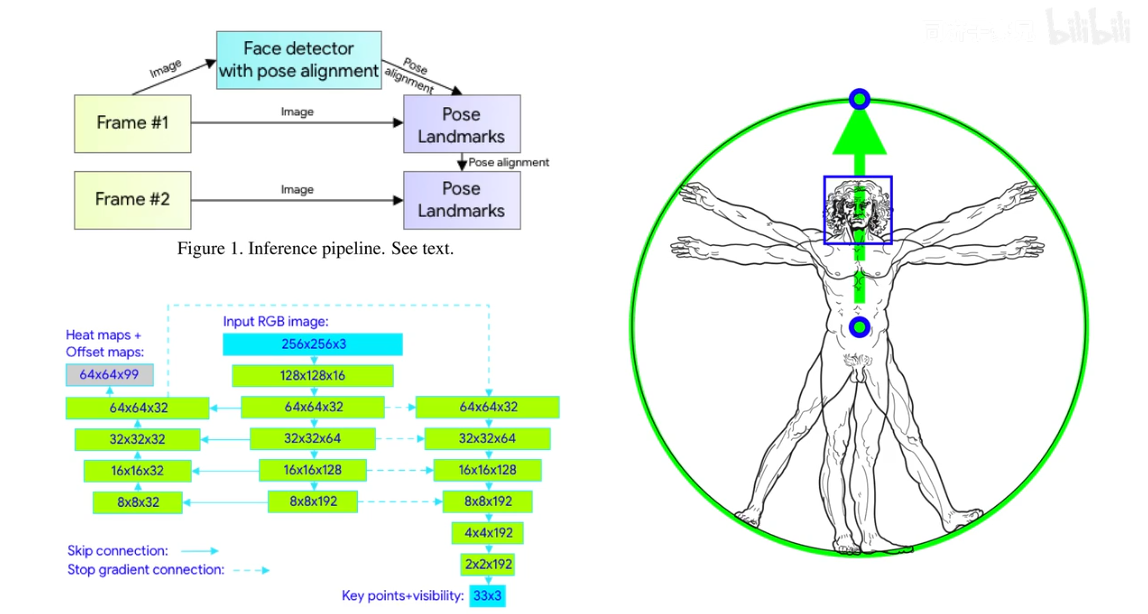 Face detector
with pose alignment
Image
Pose
alignment
Frame #1
Image
Pose
Landmarks
Pose alignment
Frame #2
Image
Pose
Landmarks
Figure 1. Inference pipeline. See text.
Heat maps +
Offset maps:
64x64x99
64x64x32
32x32x32
16x16x32
8x8x32
Input RGB image:
256x256x3
128x128x16
64x64x32
32x32x64
16x16x128
8x8x192
64x64x32
32x32x64
16x16x128
8x8x192
4x4x192
2x2x192
Skip connection:
Stop gradient connection:
Key points+visibility: 33x3
bilibili